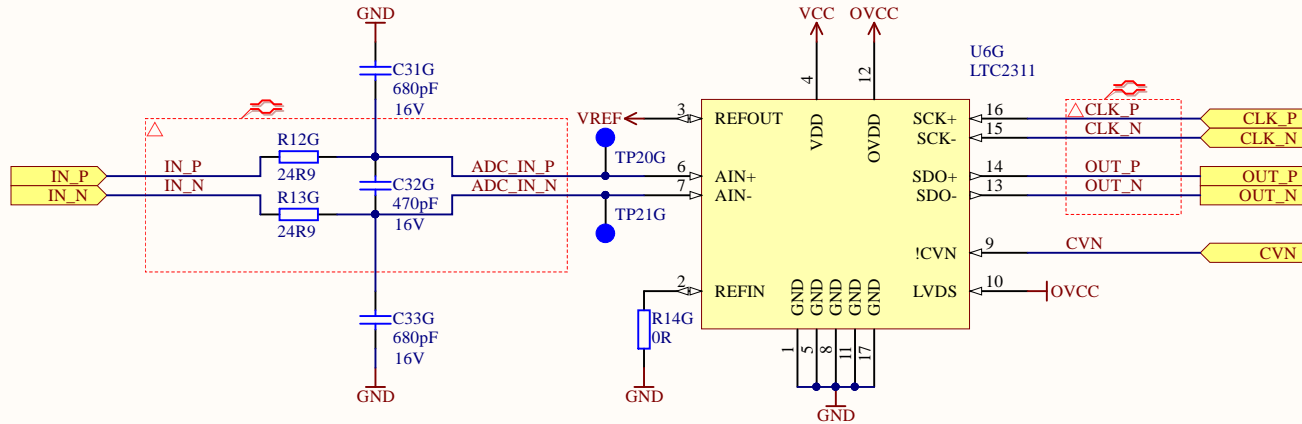 GND
VCC
OVCC
U6G
LTC2311
C31G
680pF
16V
4
12
VREF
3
REFOUT
VDD
OVDD
SCK+
16
CLK_P
CLK_P
SCK-
15
CLK_N
CLK_N
R12G
24R9
TP20G
IN_P
IN_P
ADC_IN_P
6
AIN+
SDO+
14
OUT_P
OUT_P
IN_N
IN_N
R13G
24R9
C32G
470pF
16V
ADC_IN_N
7
AIN-
SDO-
13
OUT_N
OUT_N
TP21G
!CVN
9
CVN
CVN
2
REFIN
GND
GND
GND
GND
GND
LVDS
10
OVCC
C33G
680pF
16V
R14G
0R
1
5
8
11
17
GND
GND
GND